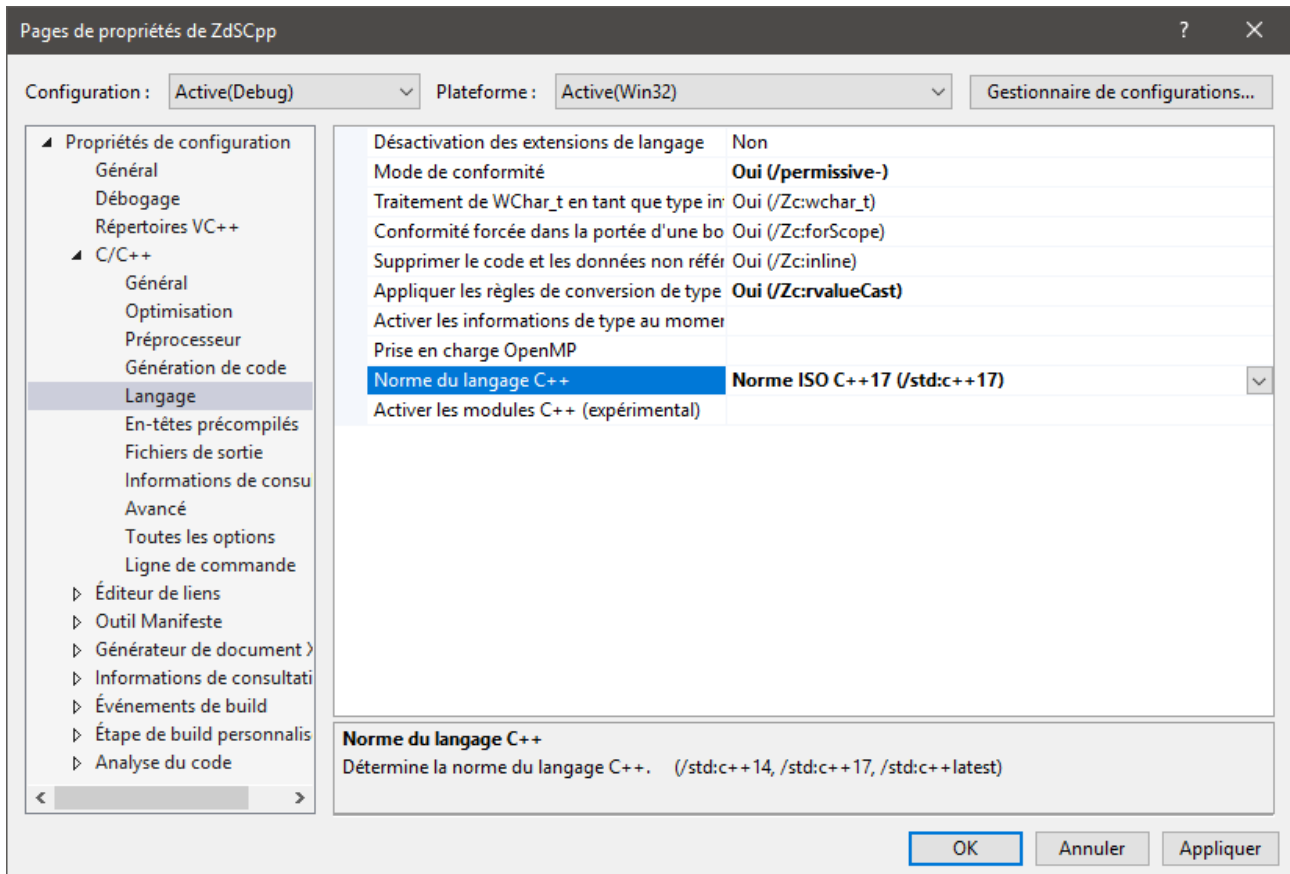 Pages de propriétés de ZdSCpp ? ×
Configuration : Active(Debug) Plateforme : Active(Win32) Gestionnaire de configurations...
Propriétés de configuration
Général
Débogage
Répertoires VC++
C/C++
Général
Optimisation
Préprocesseur
Génération de code
Langage
En-têtes précompilés
Fichiers de sortie
Informations de consu
Avancé
Toutes les options
Ligne de commande
Éditeur de liens
Outil Manifeste
Générateur de document X
Informations de consultati
Événements de build
Étape de build personnalis
Analyse du code
Désactivation des extensions de langage Non
Mode de conformité Oui (/permissive-)
Traitement de WChar_t en tant que type in Oui (/Zc:wchar_t)
Conformité forcée dans la portée d'une bo Oui (/Zc:forScope)
Supprimer le code et les données non référ Oui (/Zc:inline)
Appliquer les règles de conversion de type Oui (/Zc:rvalueCast)
Activer les informations de type au momen
Prise en charge OpenMP
Norme du langage C++ Norme ISO C++17 (/std:c++17)
Activer les modules C++ (expérimental)
Norme du langage C++
Détermine la norme du langage C++. (/std:c++14, /std:c++17, /std:c++latest)
OK Annuler Appliquer